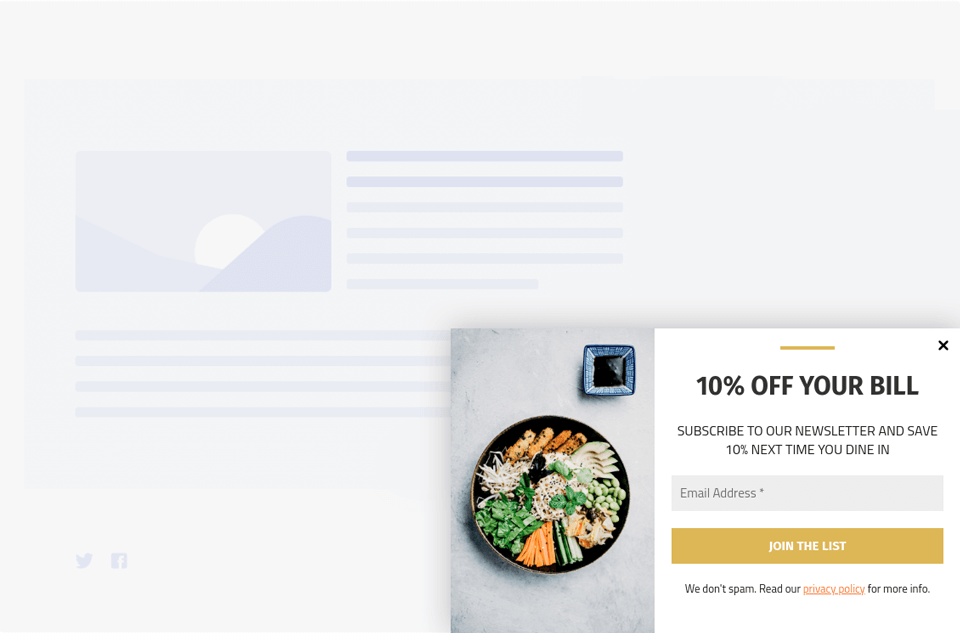 10% OFF YOUR BILL
SUBSCRIBE TO OUR NEWSLETTER AND SAVE
10% NEXT TIME YOU DINE IN
Email Address *
JOIN THE LIST
We don't spam. Read our privacy policy for more info.